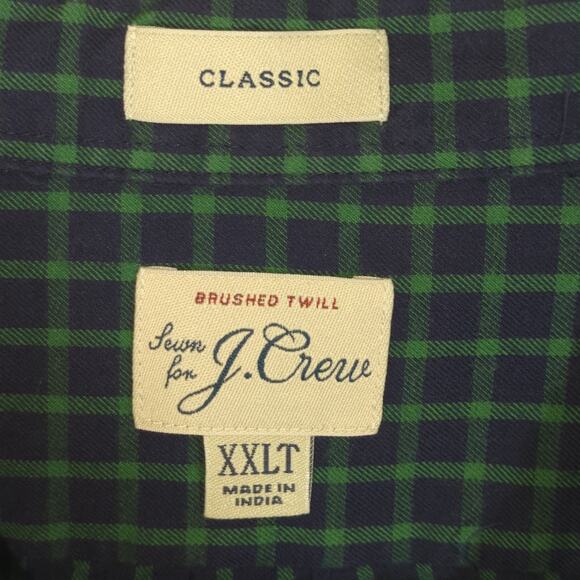 CLASSIC
BRUSHED TWILL
Sewn for J.Crew
XXLT
MADE IN
INDIA